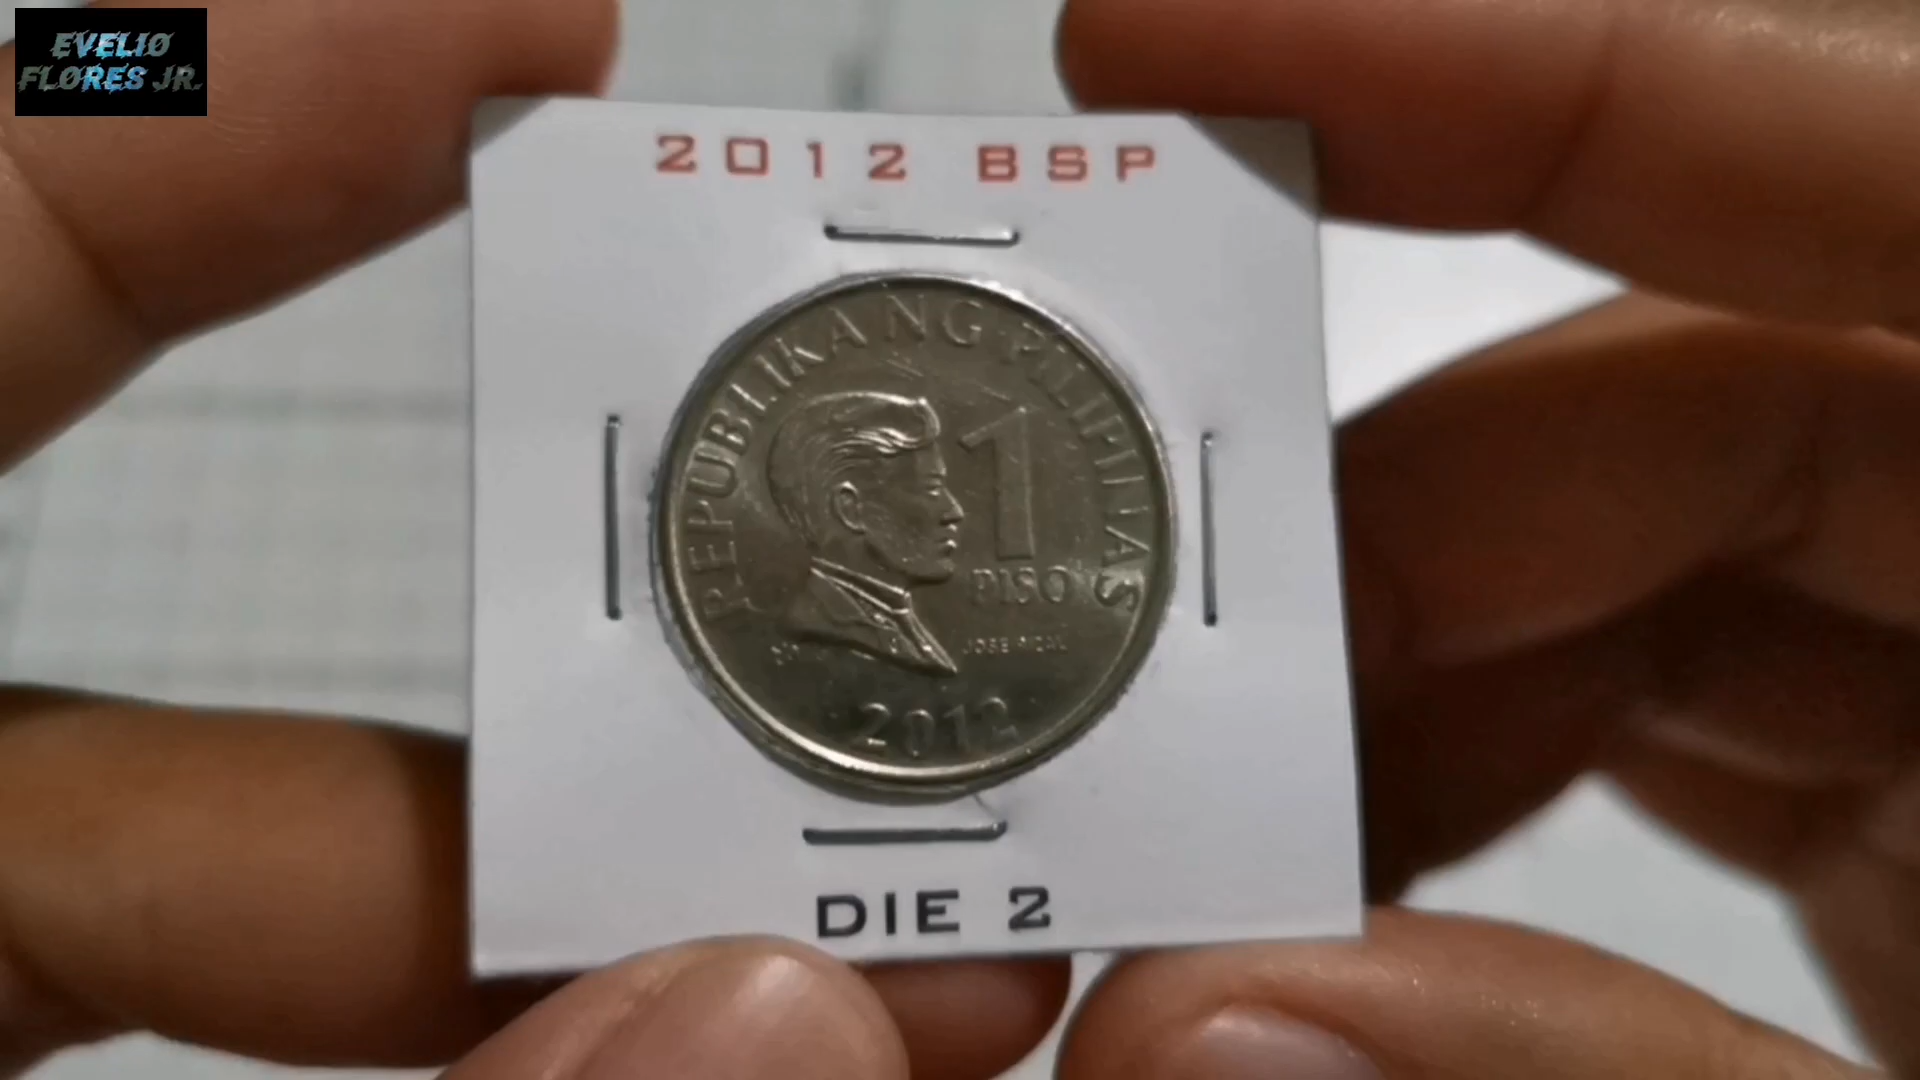 EVELIO
FLORES JR.
2012 BSP
REPUBLIKA NG PILIPINAS
1
PISO
JOSE RIZAL
2012
DIE 2